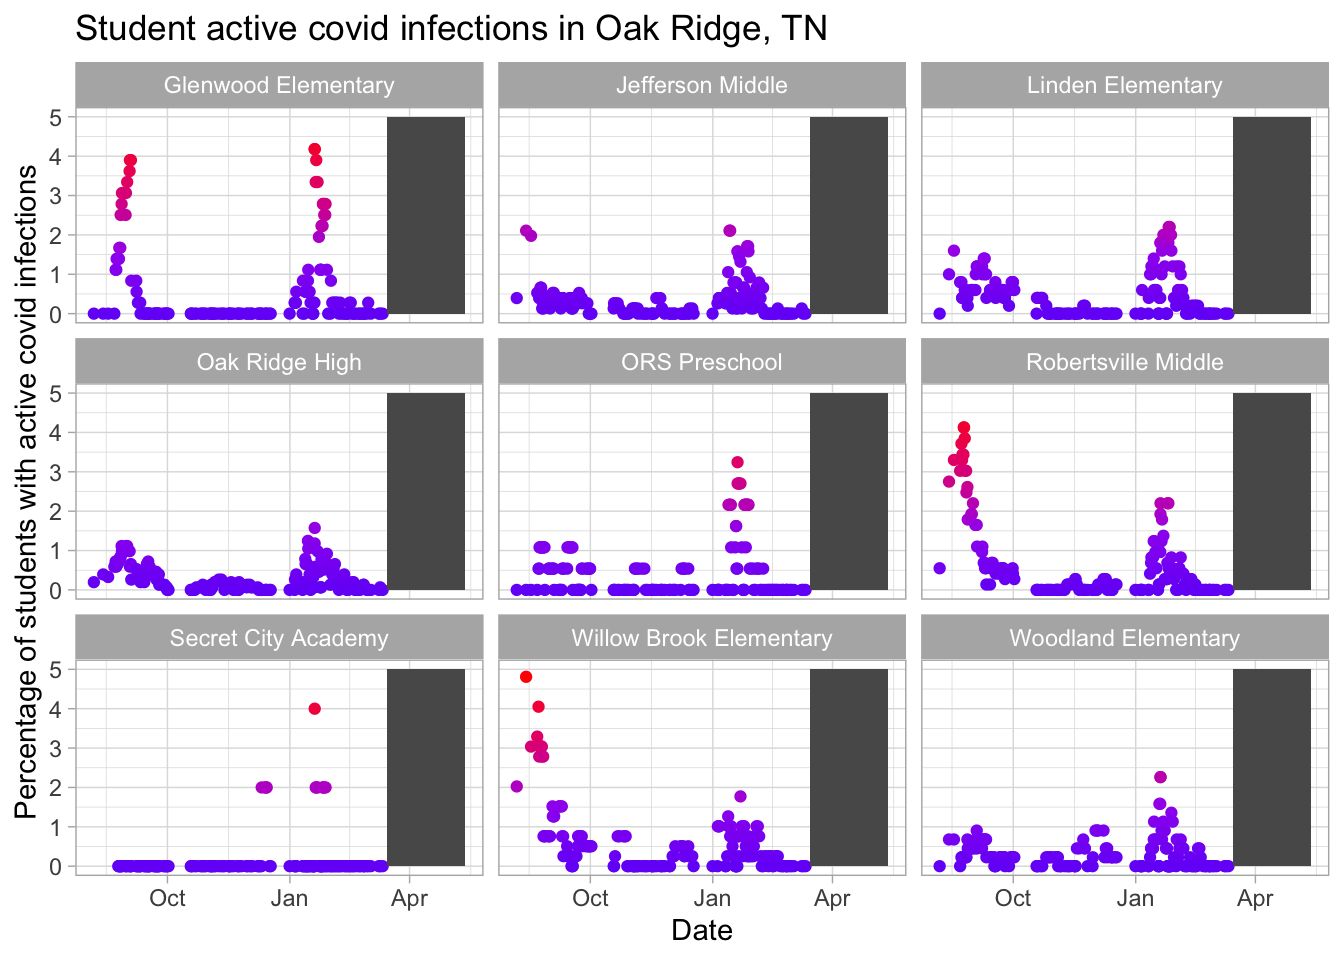 Student active covid infections in Oak Ridge, TN
Glenwood Elementary
Jefferson Middle
Linden Elementary
5
4
3
2
1
0
Oak Ridge High
ORS Preschool
Robertsville Middle
5
4
3
2
1
0
Secret City Academy
Willow Brook Elementary
Woodland Elementary
5
4
3
2
1
0
Percentage of students with active covid infections
Oct Jan Apr
Oct Jan Apr
Oct Jan Apr
Date